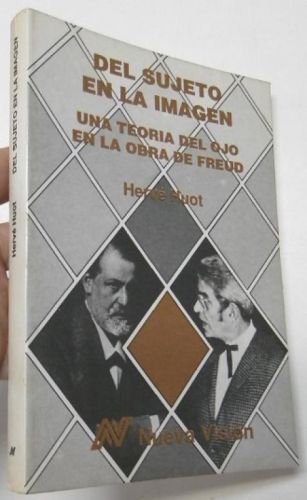 DEL SUJETO
EN LA IMAGEN
UNA TEORIA DEL OJO
EN LA OBRA DE FREUD
Hervé Huot
Nueva Visión
DEL SUJETO EN LA IMAGEN
Hervé Huot